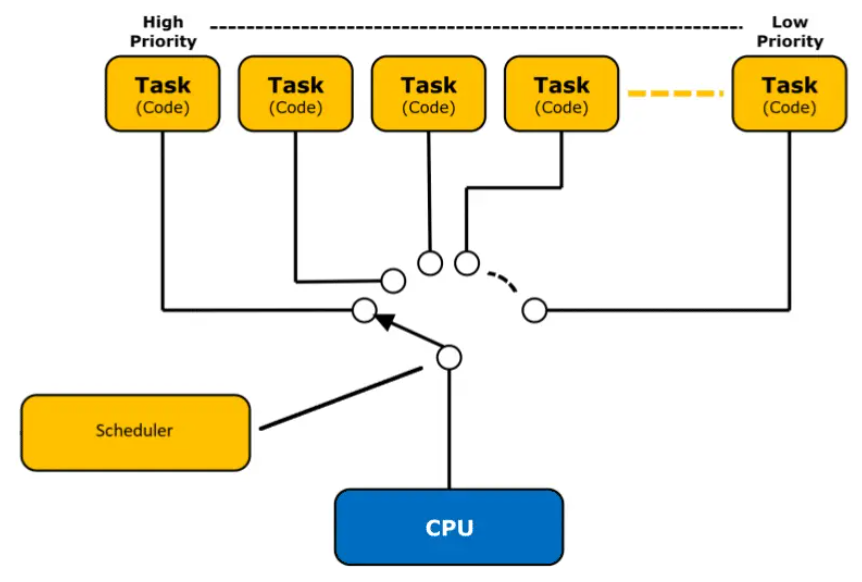 High
Priority
Low
Priority
Task
(Code)
Task
(Code)
Task
(Code)
Task
(Code)
Task
(Code)
Scheduler
CPU